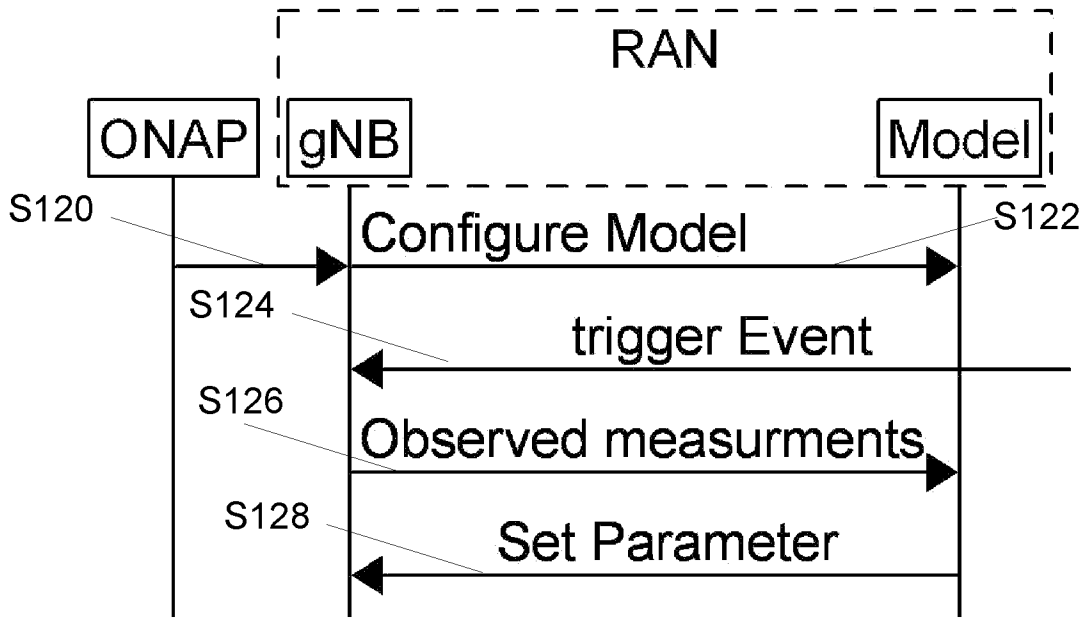 RAN
ONAP
gNB
Model
S120
Configure Model
S122
S124
trigger Event
S126
Observed measurments
S128
Set Parameter